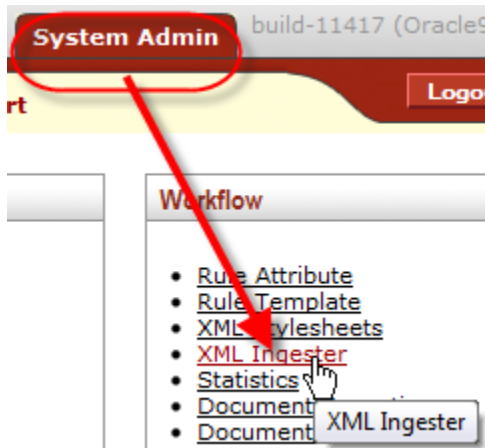 System Admin
build-11417 (Oracle9
rt
Logo
Workflow
Rule Attribute
Rule Template
XML Stylesheets
XML Ingester
Statistics
Document
XML Ingester
Document